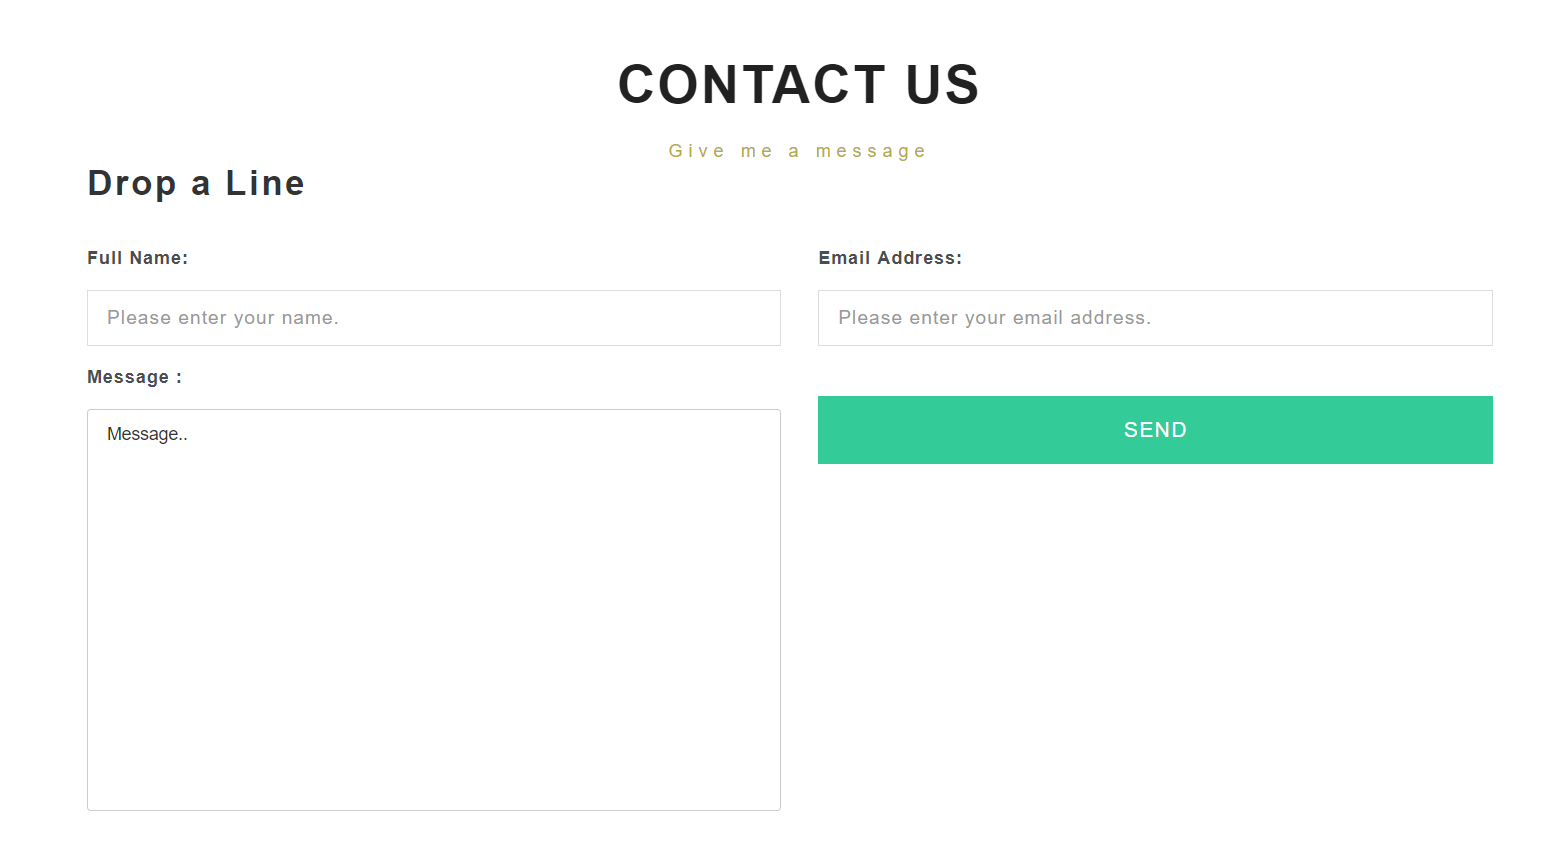 CONTACT US
Give me a message
Drop a Line
Full Name:
Please enter your name.
Email Address:
Please enter your email address.
Message :
Message..
SEND